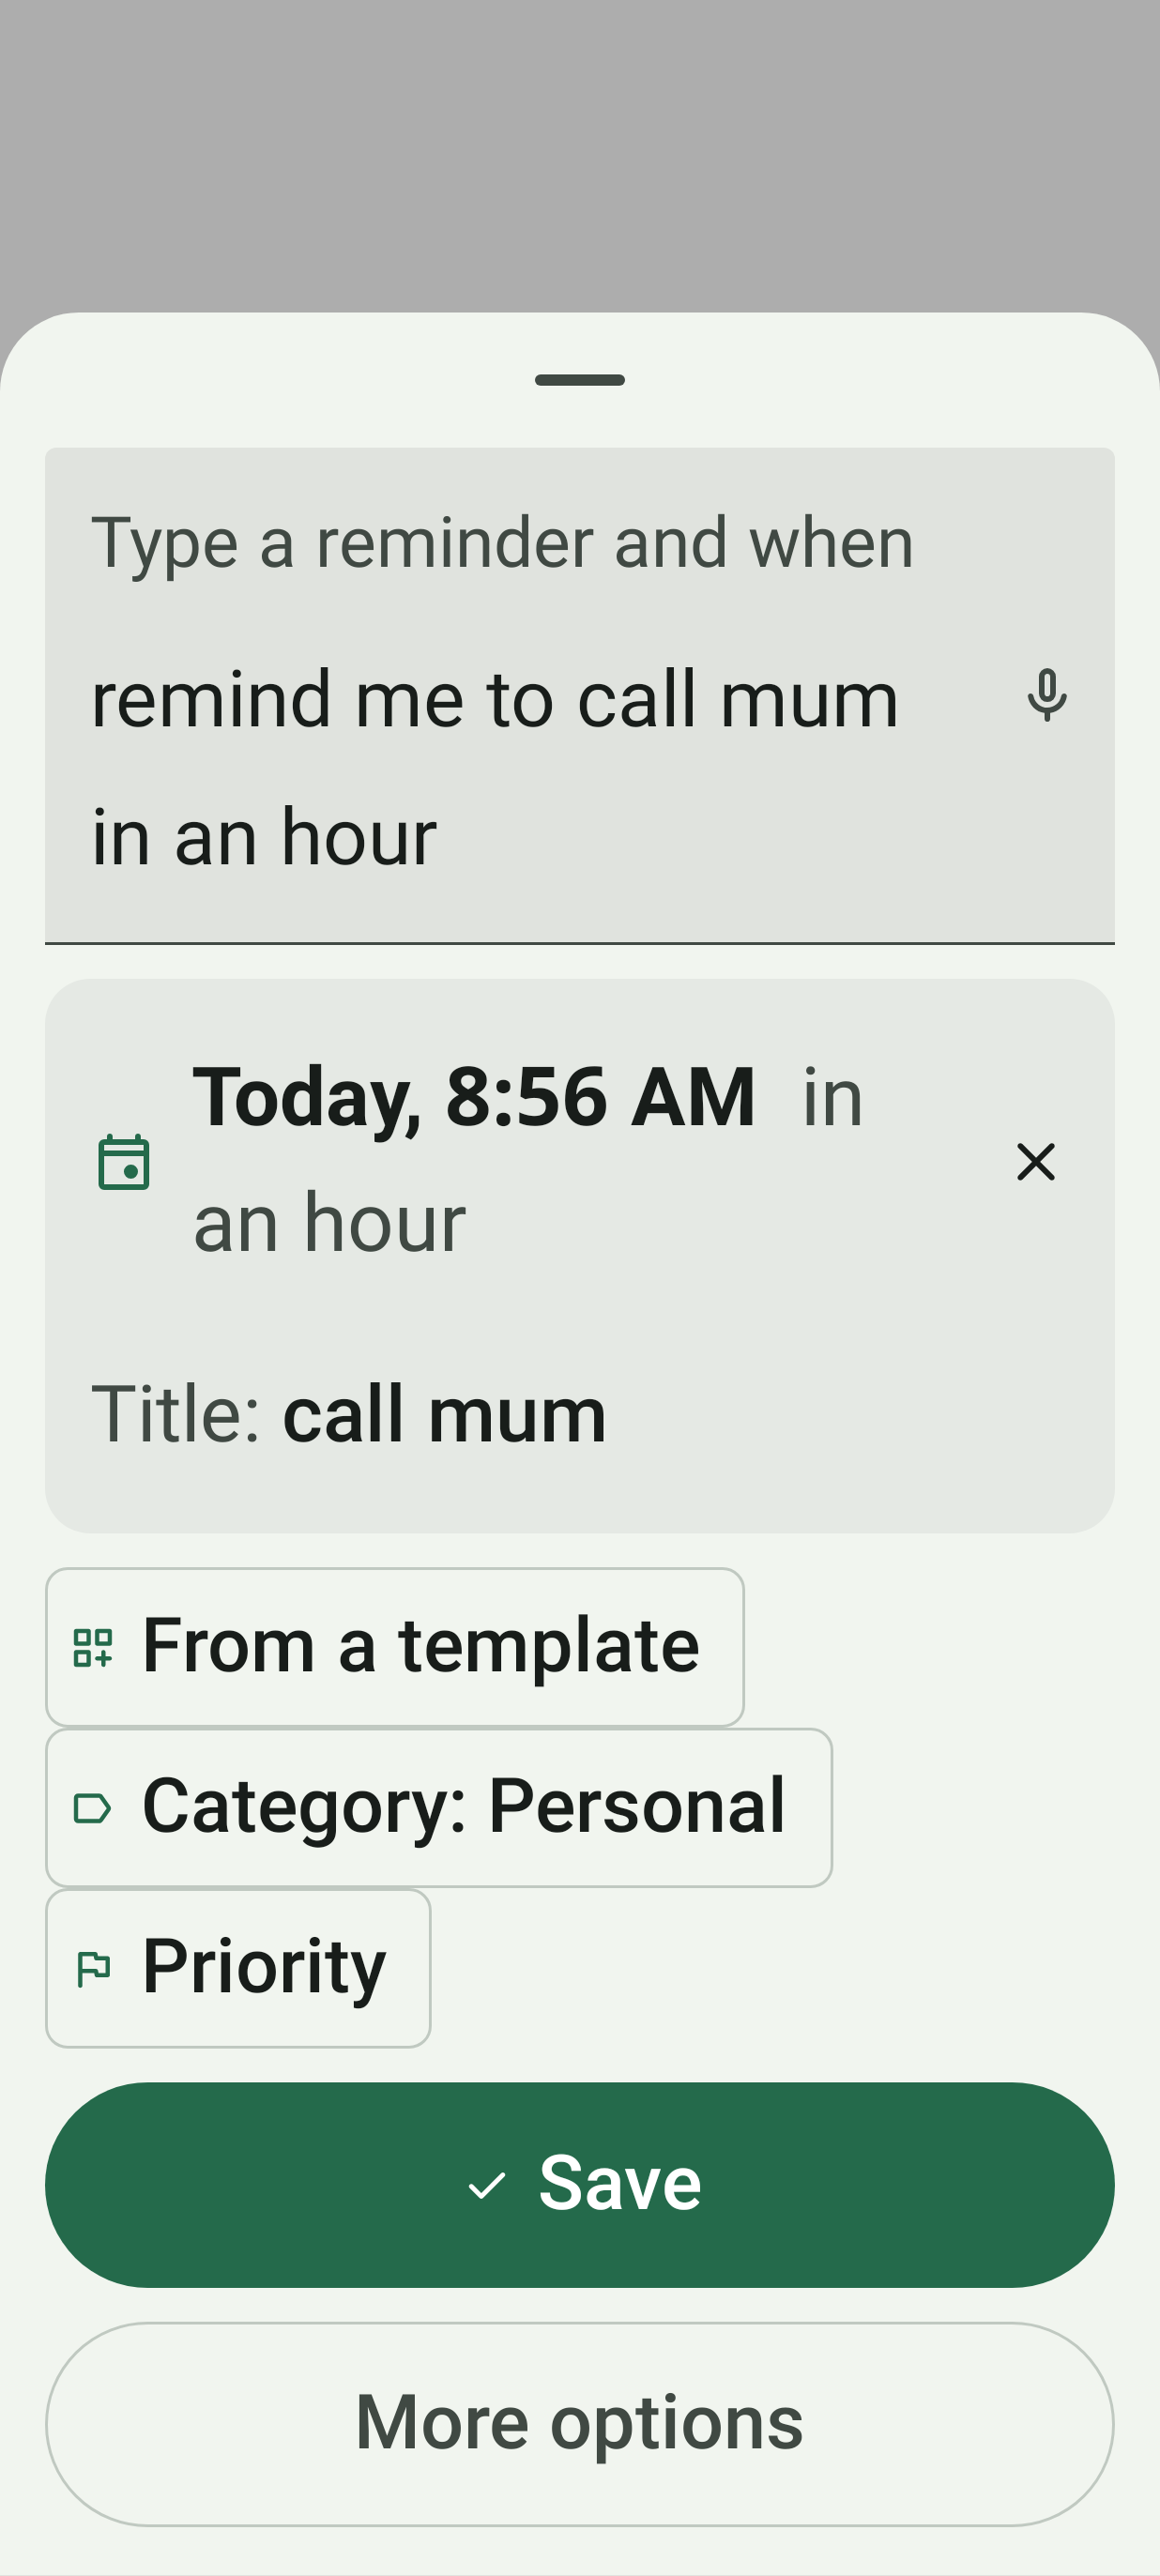 Type a reminder and when
remind me to call mum
in an hour
Today, 8:56 AM in
an hour
Title: call mum
From a template
Category: Personal
Priority
Save
More options